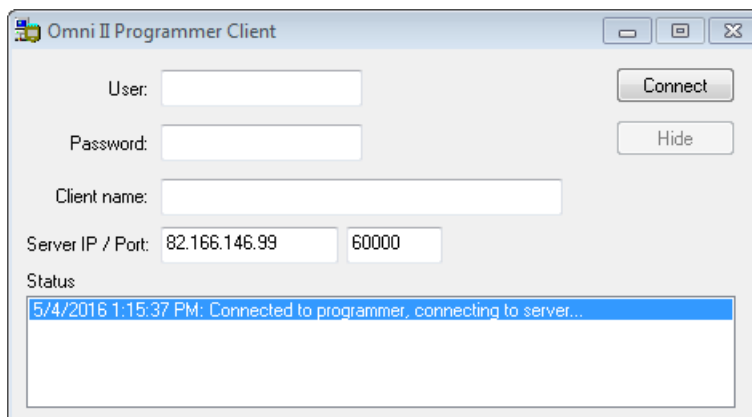 Omni II Programmer Client
User:
Connect
Password:
Hide
Client name:
Server IP / Port: 82.166.146.99 60000
Status
5/4/2016 1:15:37 PM: Connected to programmer, connecting to server...